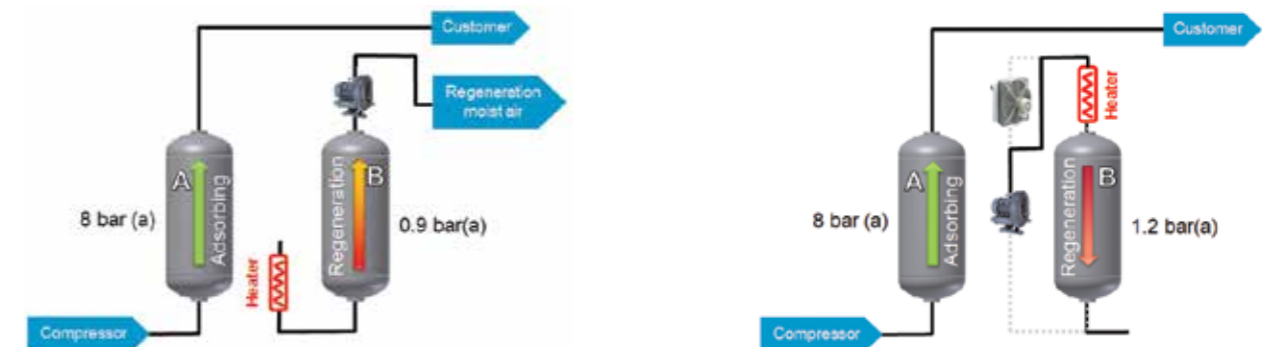 Customer
Regeneration
moist air
A
Adsorbing
Regeneration
B
8 bar (a)
0.9 bar(a)
Heater
Compressor
Customer
Heater
A
Adsorbing
Regeneration
B
8 bar (a)
1.2 bar(a)
Compressor